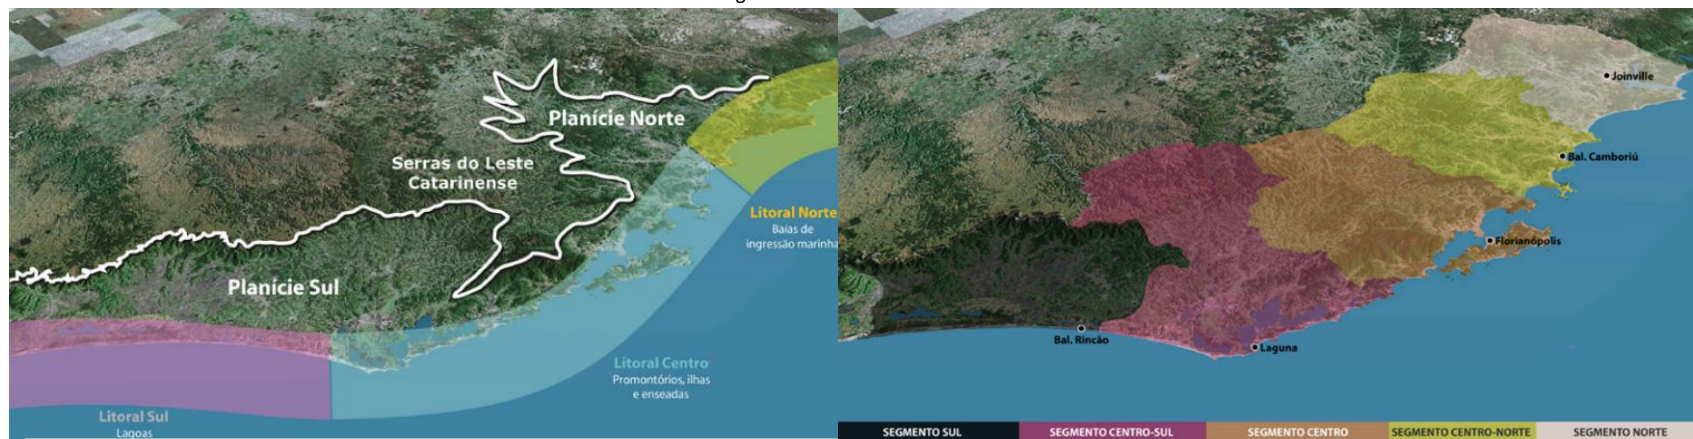 Planície Norte
Serras do Leste
Catarinense
Litoral Norte
Baías de
ingressão marinha
Planície Sul
Litoral Centro
Promontórios, ilhas
e enseadas
Litoral Sul
Lagoas
Joinville
Bal. Camboriú
Florianópolis
Bal. Rincão
Laguna
SEGMENTO SUL
SEGMENTO CENTRO-SUL
SEGMENTO CENTRO
SEGMENTO CENTRO-NORTE
SEGMENTO NORTE